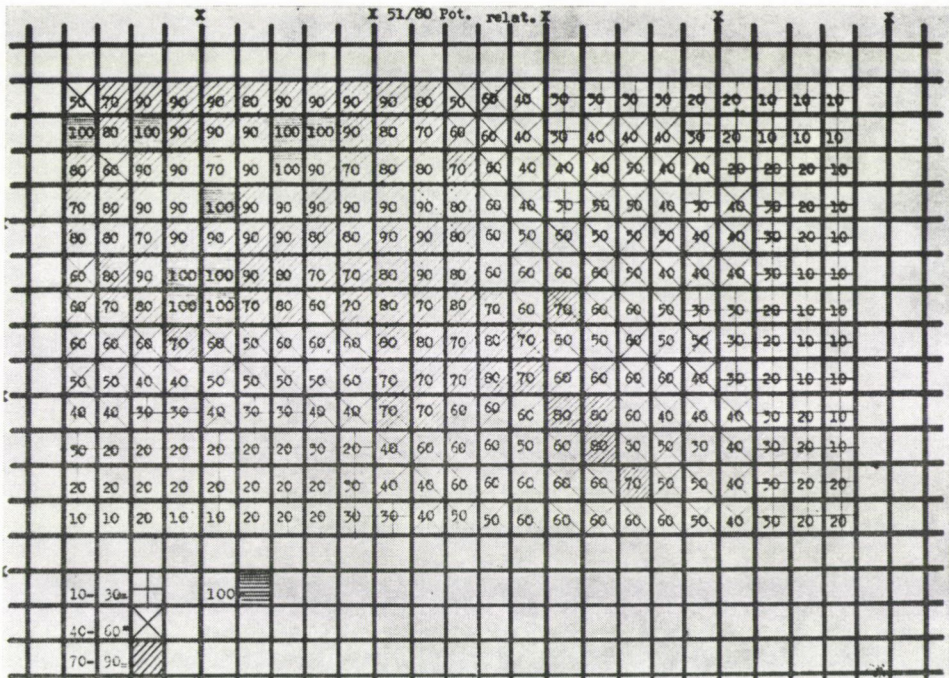 X X 51/80 Pot. relat. X X X
50 70 90 90 90 80 90 90 90 90 80 50 60 40 30 30 30 30 20 20 10 10 10
100 80 100 90 90 90 100 100 90 80 70 60 60 40 30 40 40 40 30 20 10 10 10
80 60 90 90 70 90 100 90 70 80 80 70 60 40 40 40 50 40 40 20 20 20 10
70 80 90 90 100 90 90 90 90 90 90 80 60 40 30 50 50 40 30 40 30 20 10
80 80 70 90 90 90 90 80 80 90 90 80 60 50 60 50 50 50 40 40 30 20 10
60 80 90 100 100 90 80 70 70 80 90 80 60 60 60 60 50 40 40 40 30 10 10
60 70 80 100 100 70 80 60 70 80 70 80 70 60 70 60 60 50 30 30 20 10 10
60 60 60 70 60 50 60 60 60 80 80 70 80 70 60 50 60 50 50 30 20 10 10
50 50 40 40 50 50 50 50 60 70 70 70 80 70 60 60 60 60 40 30 20 10 10
40 40 30 30 40 30 30 40 40 70 70 60 60 60 80 80 60 40 40 40 30 20 10
30 20 20 20 20 20 20 30 20 40 60 60 60 50 60 80 50 50 30 40 30 20 10
20 20 20 20 20 20 20 20 30 40 40 60 60 60 60 60 70 50 50 40 30 20 20
10 10 20 10 10 20 20 20 30 30 40 50 50 60 60 60 60 60 50 40 30 20 20
10- 30= 100=
40- 60=
70- 90=